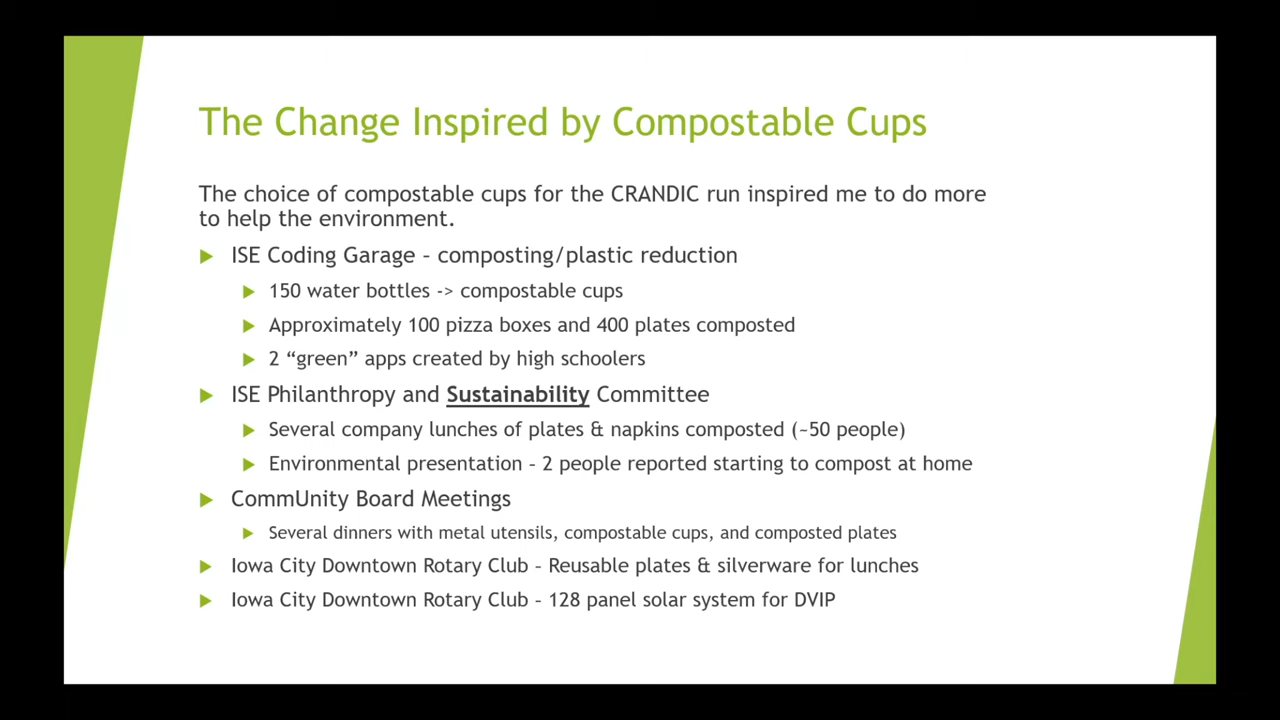 The Change Inspired by Compostable Cups
The choice of compostable cups for the CRANDIC run inspired me to do more
to help the environment.
ISE Coding Garage – composting/plastic reduction
150 water bottles -> compostable cups
Approximately 100 pizza boxes and 400 plates composted
2 “green” apps created by high schoolers
ISE Philanthropy and Sustainability Committee
Several company lunches of plates & napkins composted (~50 people)
Environmental presentation – 2 people reported starting to compost at home
CommUnity Board Meetings
Several dinners with metal utensils, compostable cups, and composted plates
Iowa City Downtown Rotary Club – Reusable plates & silverware for lunches
Iowa City Downtown Rotary Club – 128 panel solar system for DVIP